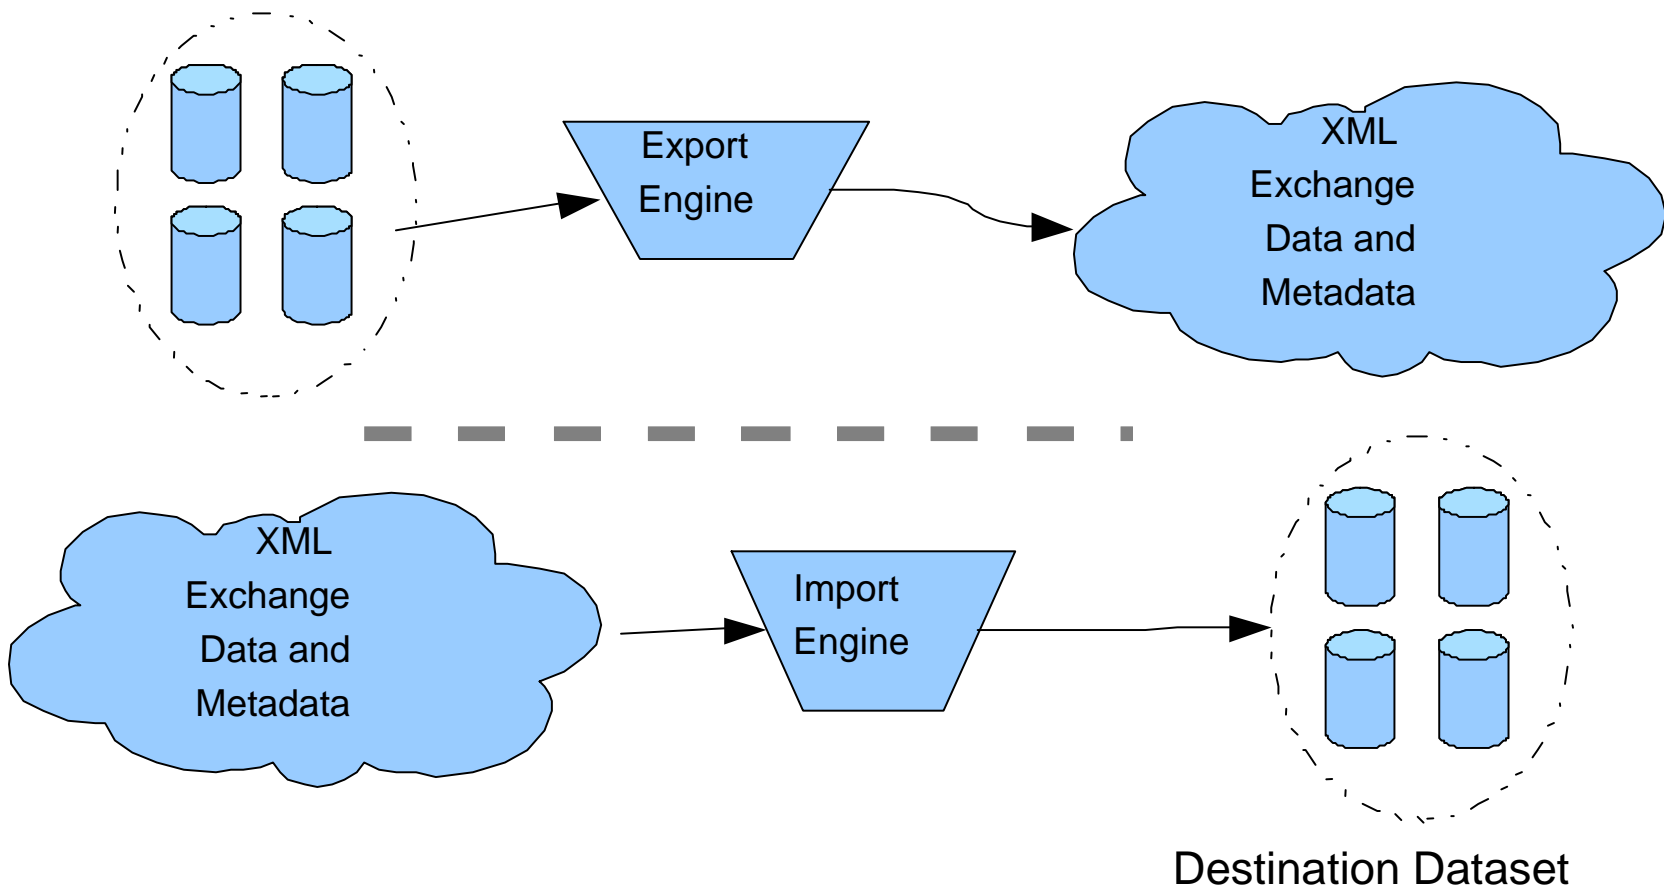 Export
Engine
XML
Exchange
Data and
Metadata
XML
Exchange
Data and
Metadata
Import
Engine
Destination Dataset